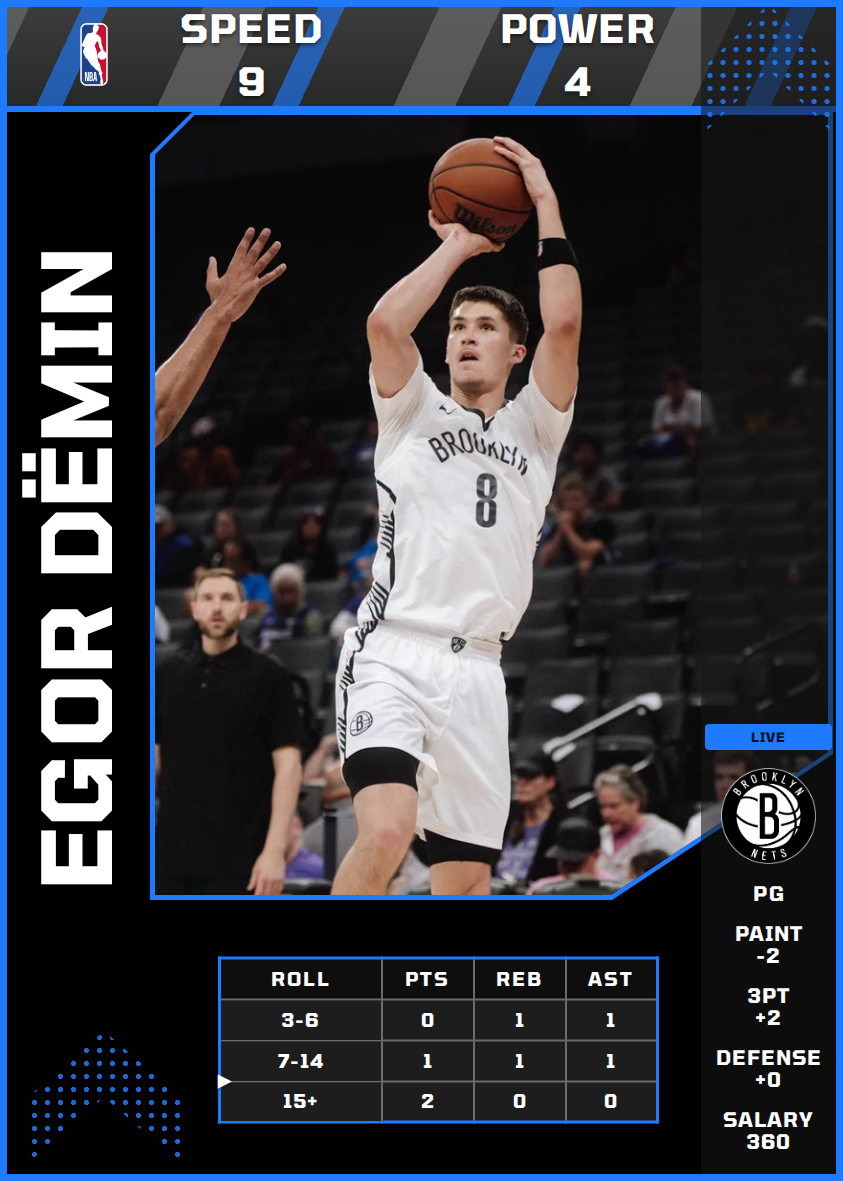 SPEED
9
POWER
4
NBA
EGOR DËMIN
Wilson
BROOKLYN
8
B
LIVE
BROOKLYN
B
NETS
PG
PAINT
-2
3PT
+2
DEFENSE
+0
SALARY
360
ROLL PTS REB AST
3-6 0 1 1
7-14 1 1 1
15+ 2 0 0